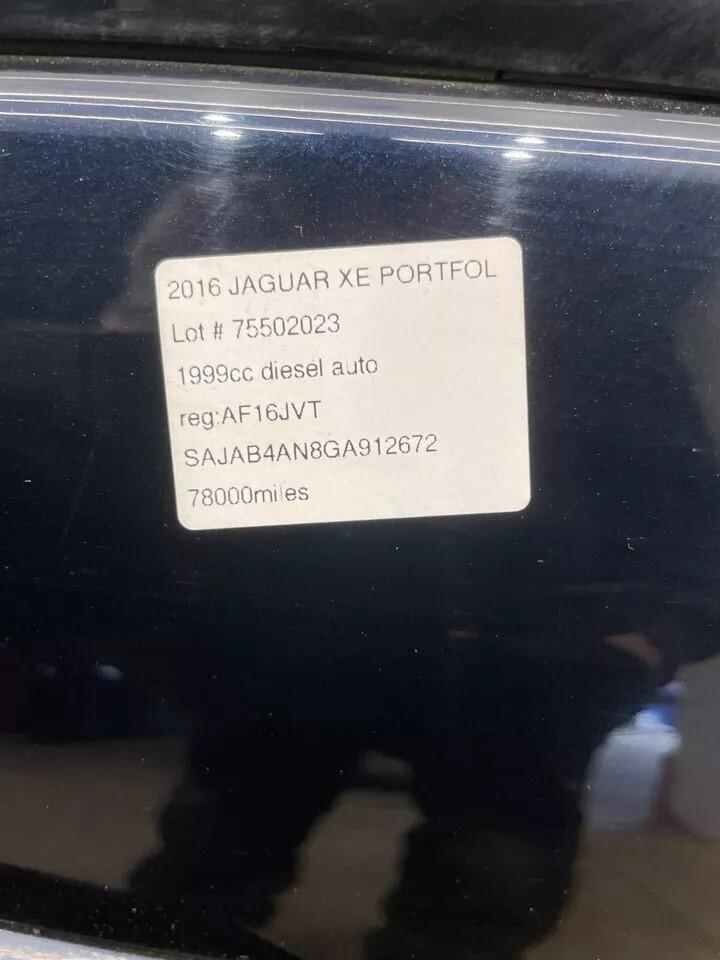 2016 JAGUAR XE PORTFOL
Lot # 75502023
1999cc diesel auto
reg:AF16JVT
SAJAB4AN8GA912672
78000miles